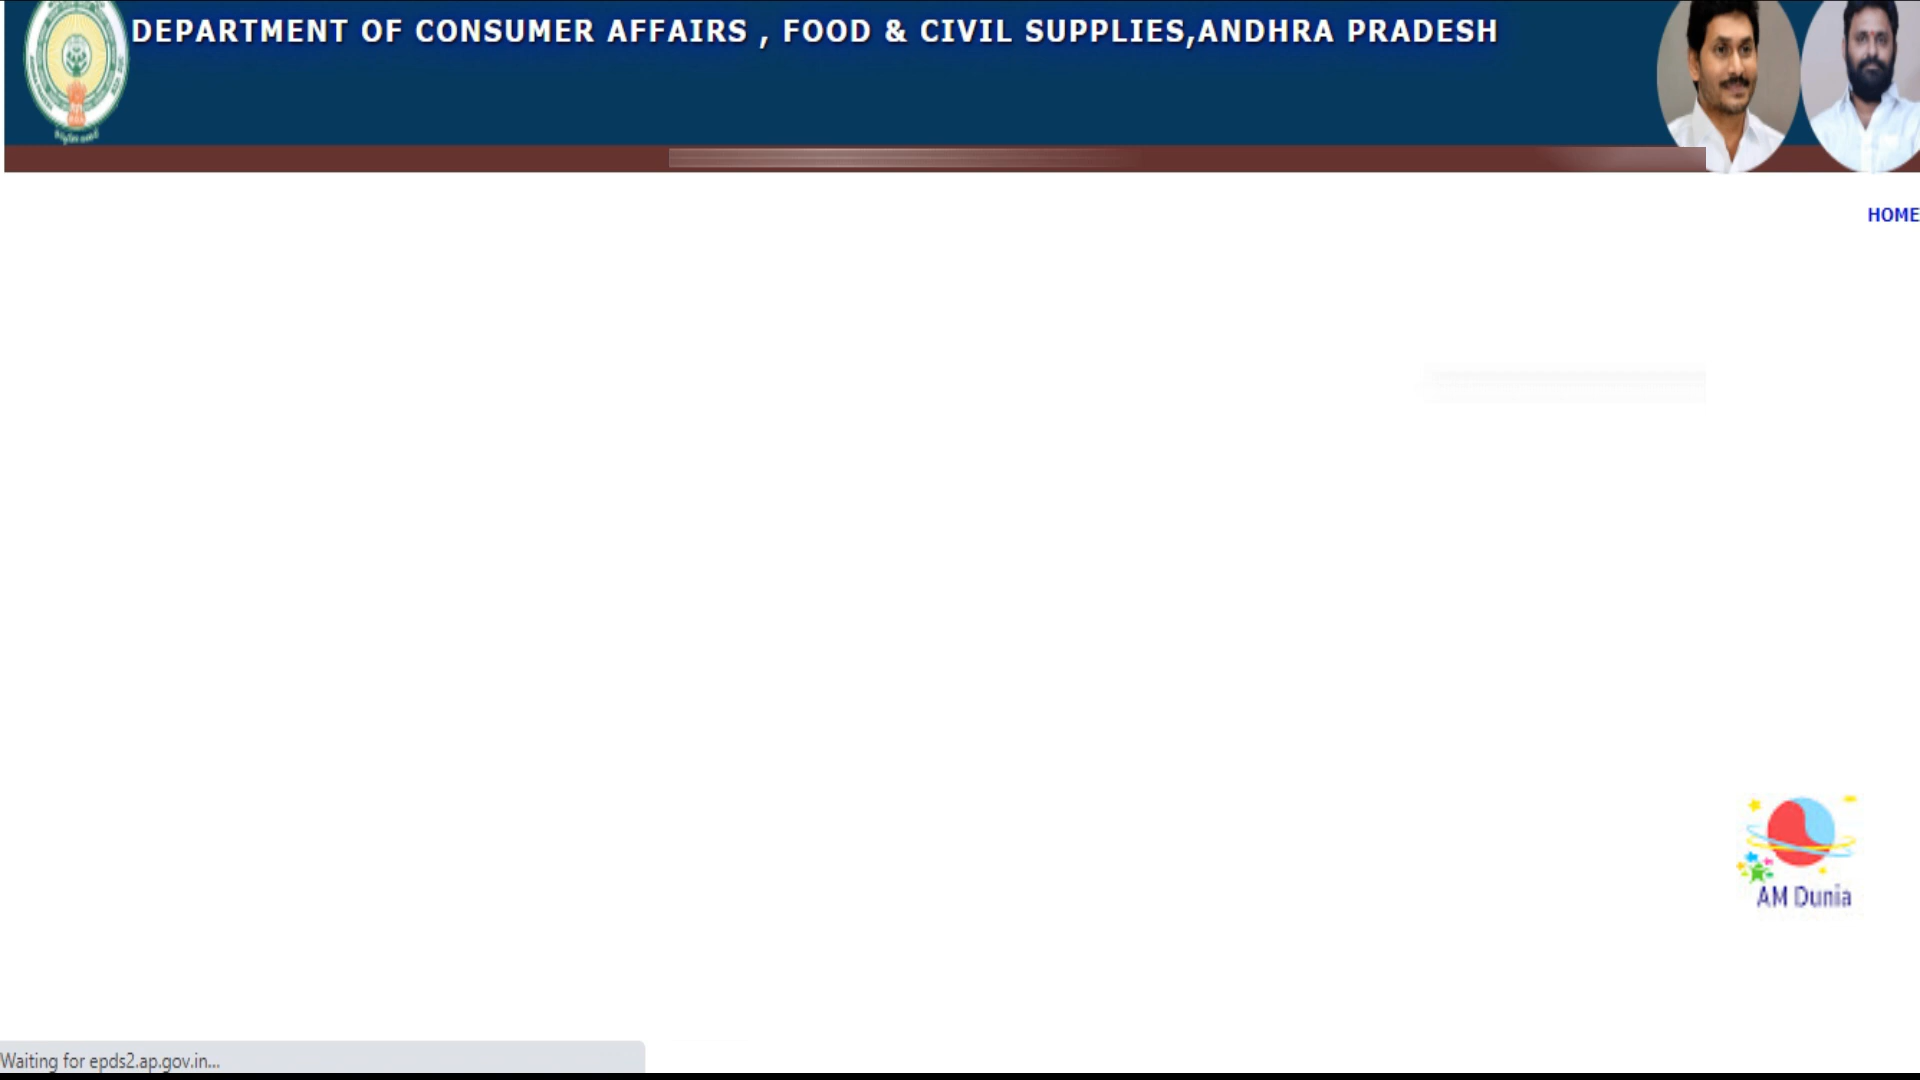 DEPARTMENT OF CONSUMER AFFAIRS , FOOD & CIVIL SUPPLIES,ANDHRA PRADESH
HOME
AM Dunia
Waiting for epds2.ap.gov.in...